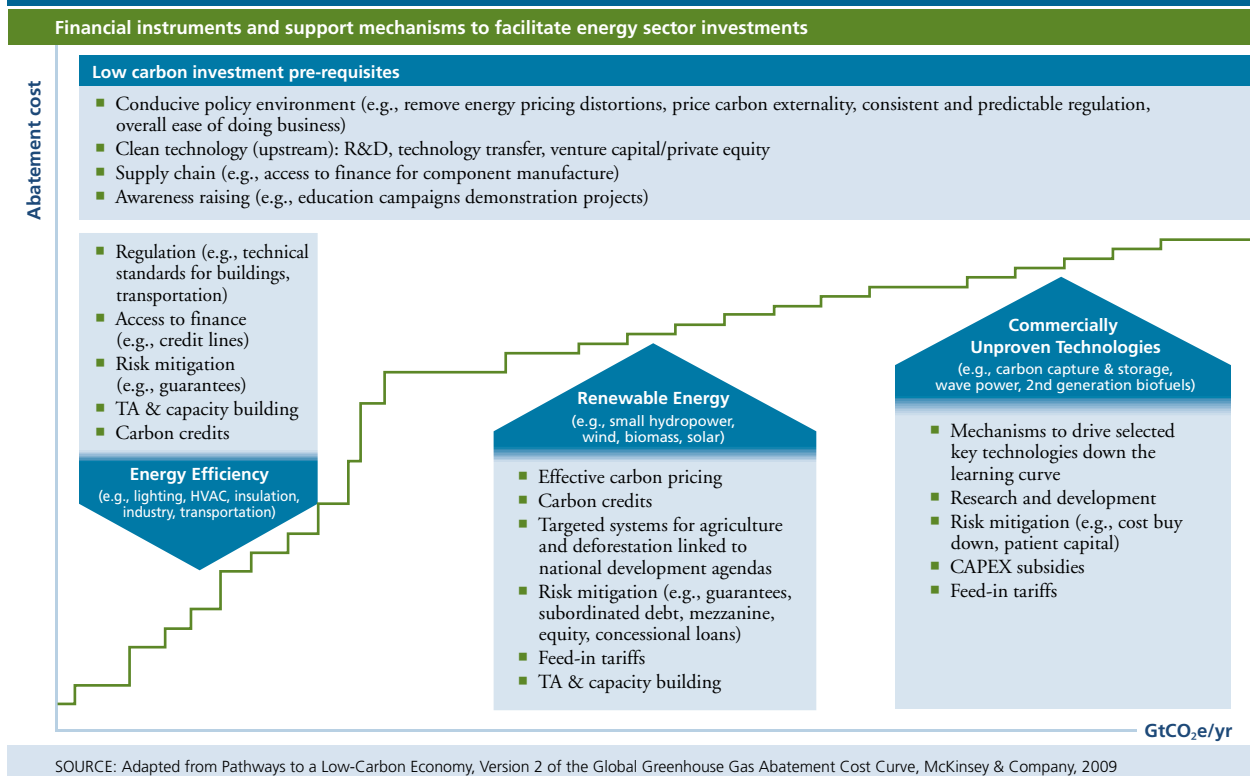 Financial instruments and support mechanisms to facilitate energy sector investments
Abatement cost
Low carbon investment pre-requisites
■ Conducive policy environment (e.g., remove energy pricing distortions, price carbon externality, consistent and predictable regulation,
overall ease of doing business)
■ Clean technology (upstream): R&D, technology transfer, venture capital/private equity
■ Supply chain (e.g., access to finance for component manufacture)
■ Awareness raising (e.g., education campaigns demonstration projects)
■ Regulation (e.g., technical
standards for buildings,
transportation)
■ Access to finance
(e.g., credit lines)
■ Risk mitigation
(e.g., guarantees)
■ TA & capacity building
■ Carbon credits
Energy Efficiency
(e.g., lighting, HVAC, insulation,
industry, transportation)
Renewable Energy
(e.g., small hydropower,
wind, biomass, solar)
■ Effective carbon pricing
■ Carbon credits
■ Targeted systems for agriculture
and deforestation linked to
national development agendas
■ Risk mitigation (e.g., guarantees,
subordinated debt, mezzanine,
equity, concessional loans)
■ Feed-in tariffs
■ TA & capacity building
Commercially
Unproven Technologies
(e.g., carbon capture & storage,
wave power, 2nd generation biofuels)
■ Mechanisms to drive selected
key technologies down the
learning curve
■ Research and development
■ Risk mitigation (e.g., cost buy
down, patient capital)
■ CAPEX subsidies
■ Feed-in tariffs
GtCO₂e/yr
SOURCE: Adapted from Pathways to a Low-Carbon Economy, Version 2 of the Global Greenhouse Gas Abatement Cost Curve, McKinsey & Company, 2009